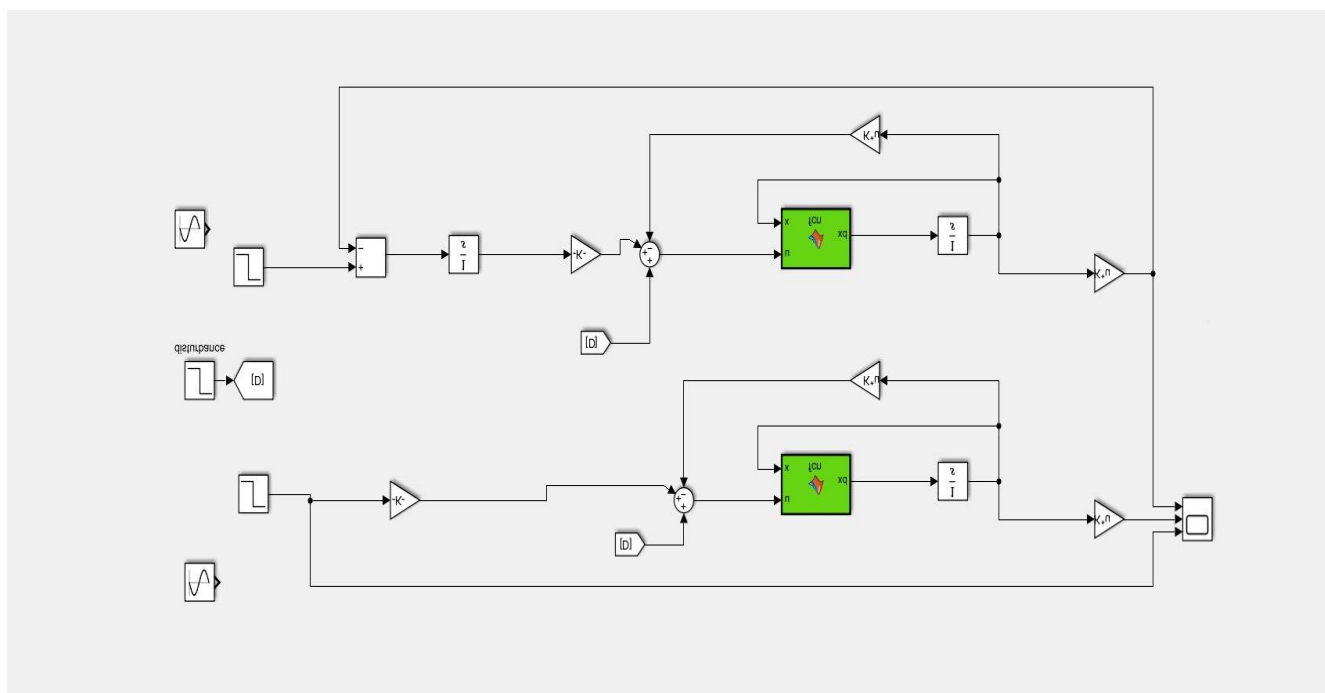 K*u
x
fcn
xd
u
1
s
−
+
1
s
-K-
−
+
+
K*u
[D]
disturbance
[D]
K*u
x
fcn
xd
u
1
s
-K-
−
+
+
K*u
[D]